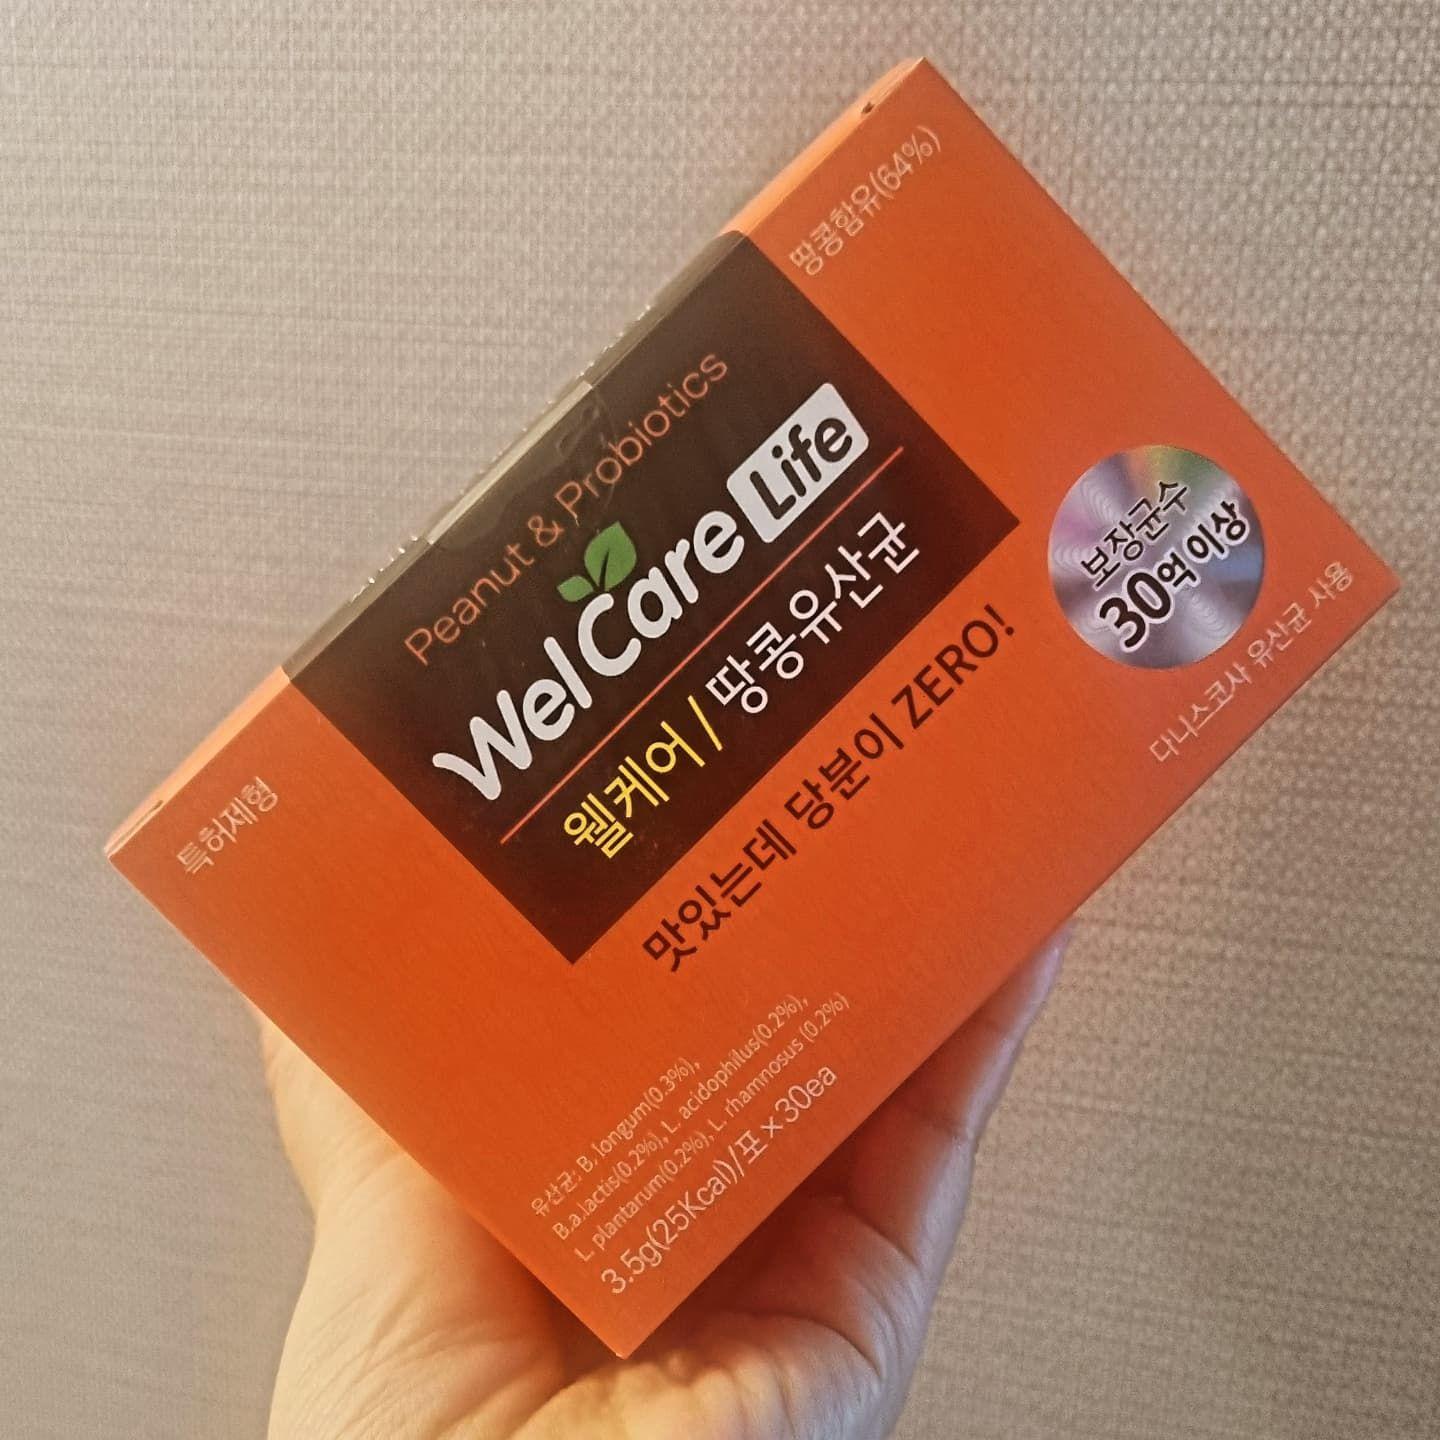 땅콩함유(64%)
Peanut & Probiotics
WelCare Life
웰케어 / 땅콩유산균
특허제형
맛있는데 당분이 ZERO!
보장균수
30억 이상
다니스코사 유산균 사용
유산균: B. longum(0.3%),
B.a.lactis(0.2%), L. acidophilus(0.2%),
L. plantarum(0.2%), L. rhamnosus (0.2%)
3.5g(25Kcal)/포 × 30ea